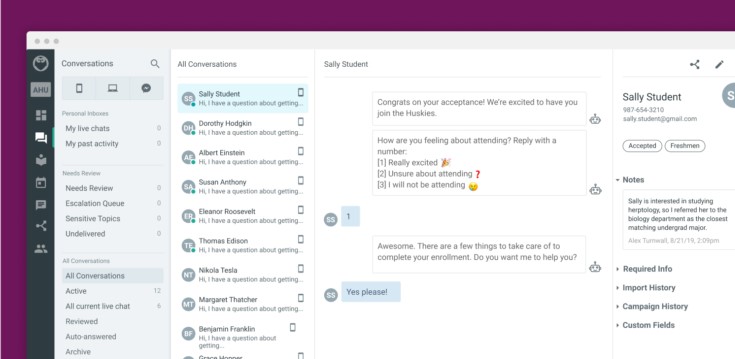 Conversations
AHU
Personal Inboxes
My live chats 0
My past activity 0
Needs Review
Needs Review 0
Escalation Queue 0
Sensitive Topics 0
Undelivered 0
All Conversations
All Conversations
Active 12
All current live chat 6
Reviewed
Auto-answered
Archive
All Conversations
SS Sally Student
Hi, I have a question about getting...
DH Dorothy Hodgkin
Hi, I have a question about getting...
AE Albert Einstein
Hi, I have a question about getting...
SA Susan Anthony
Hi, I have a question about getting...
ER Eleanor Roosevelt
Hi, I have a question about getting...
TE Thomas Edison
Hi, I have a question about getting...
NT Nikola Tesla
Hi, I have a question about getting...
MT Margaret Thatcher
Hi, I have a question about getting...
BF Benjamin Franklin
Hi, I have a question about
getting...
Grace Hopper
Sally Student
Congrats on your acceptance! We're excited to have you
join the Huskies.
How are you feeling about attending? Reply with a
number:
[1] Really excited 🎉
[2] Unsure about attending ❓
[3] I will not be attending 😢
SS 1
Awesome. There are a few things to take care of to
complete your enrollment. Do you want me to help you?
SS Yes please!
Sally Student
987-654-3210
sally.student@gmail.com
S
Accepted Freshmen
Notes
Sally is interested in studying
herptology, so I referred her to the
biology department as the closest
matching undergrad major.
Alex Turnwall, 8/21/19, 2:09pm
Required Info
Import History
Campaign History
Custom Fields